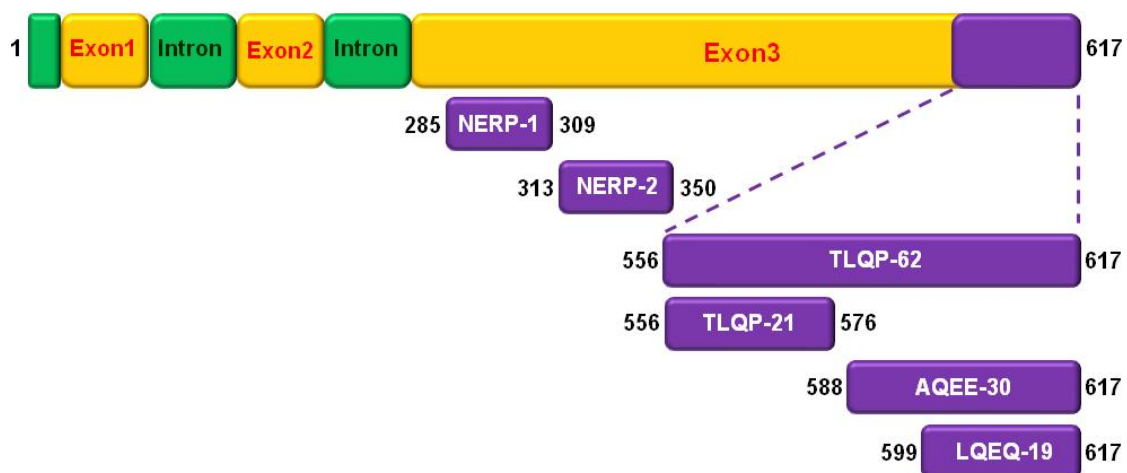 1 Exon1 Intron Exon2 Intron Exon3 617
285 NERP-1 309
313 NERP-2 350
556 TLQP-62 617
556 TLQP-21 576
588 AQEE-30 617
599 LQEQ-19 617